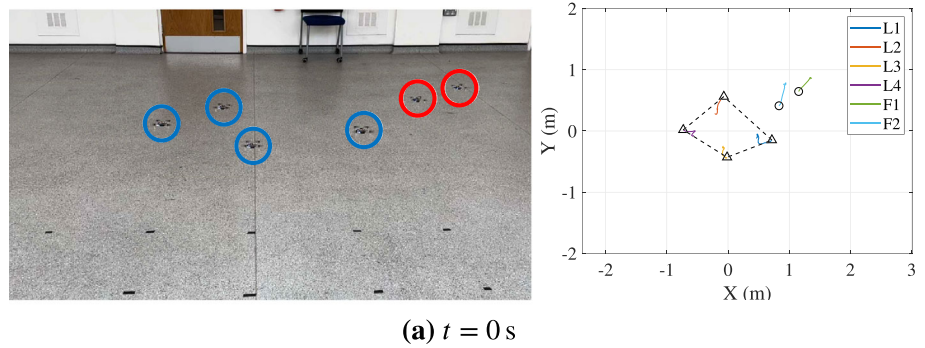 2
1
0
-1
-2
Y (m)
-2 -1 0 1 2 3
X (m)
L1
L2
L3
L4
F1
F2
(a) t = 0 s